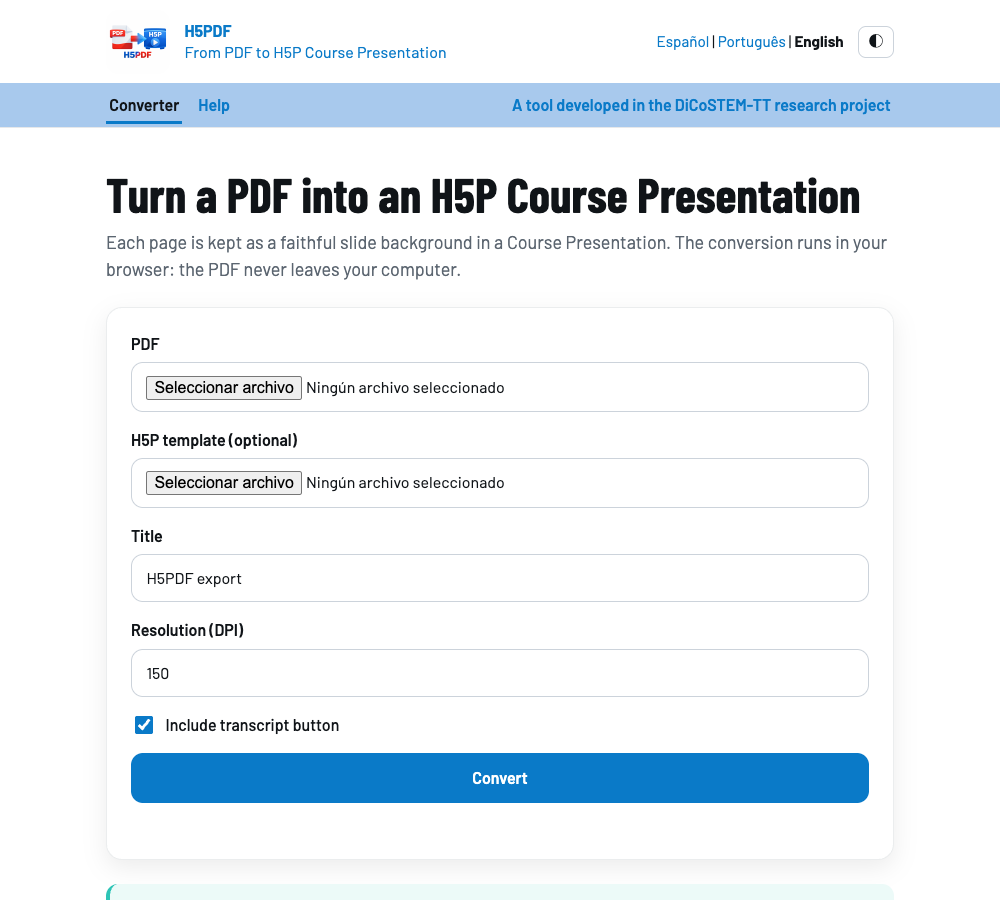 PDF
H5P
H5PDF
H5PDF
From PDF to H5P Course Presentation
Español | Português | English
Converter
Help
A tool developed in the DiCoSTEM-TT research project
Turn a PDF into an H5P Course Presentation
Each page is kept as a faithful slide background in a Course Presentation. The conversion runs in your
browser: the PDF never leaves your computer.
PDF
Seleccionar archivo Ningún archivo seleccionado
H5P template (optional)
Seleccionar archivo Ningún archivo seleccionado
Title
H5PDF export
Resolution (DPI)
150
Include transcript button
Convert